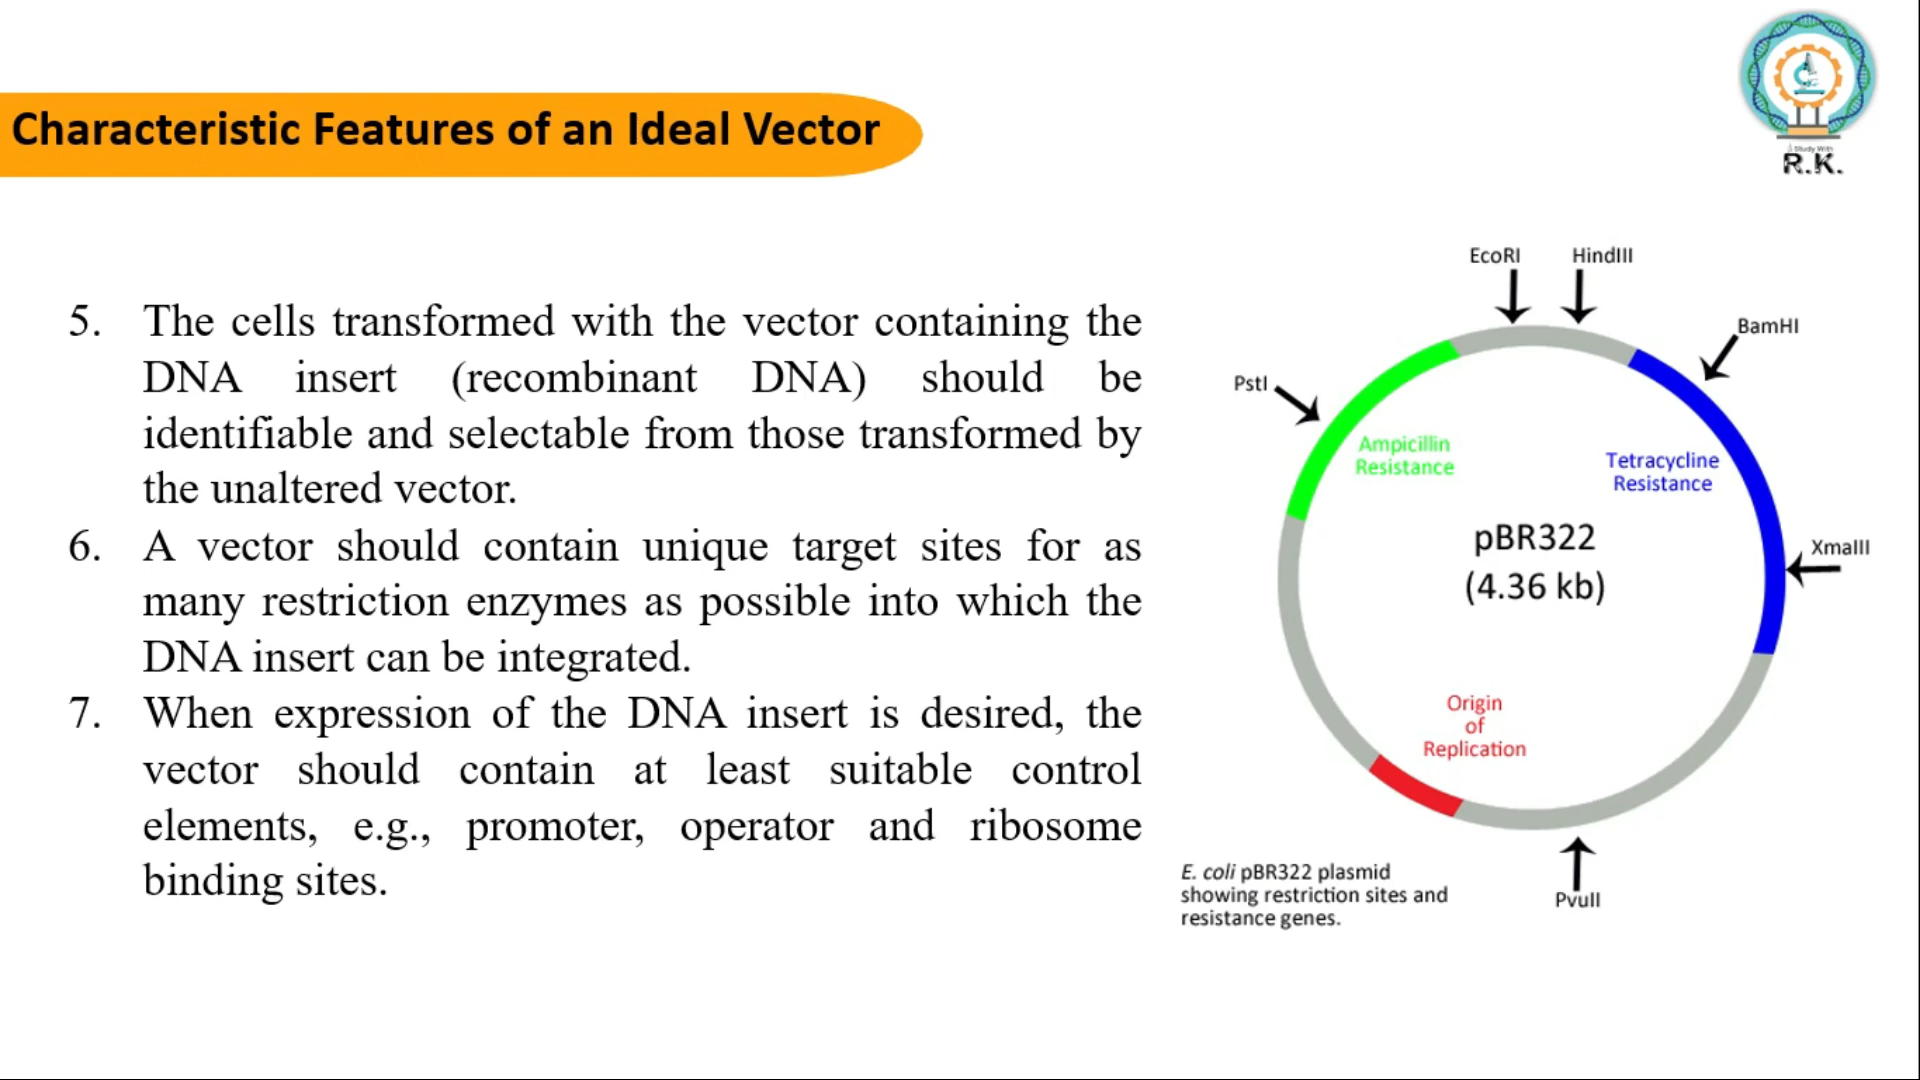 Characteristic Features of an Ideal Vector
Study With
R.K.
5. The cells transformed with the vector containing the
DNA insert (recombinant DNA) should be
identifiable and selectable from those transformed by
the unaltered vector.
6. A vector should contain unique target sites for as
many restriction enzymes as possible into which the
DNA insert can be integrated.
7. When expression of the DNA insert is desired, the
vector should contain at least suitable control
elements, e.g., promoter, operator and ribosome
binding sites.
EcoRI
HindIII
BamHI
PstI
Ampicillin
Resistance
Tetracycline
Resistance
pBR322
(4.36 kb)
XmaIII
Origin
of
Replication
PvuII
E. coli pBR322 plasmid
showing restriction sites and
resistance genes.